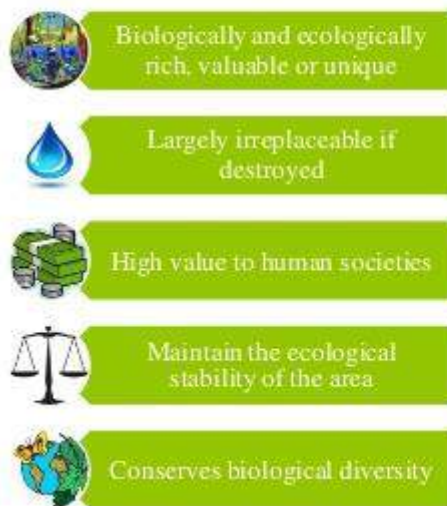 Biologically and ecologically
rich, valuable or unique
Largely irreplaceable if
destroyed
High value to human societies
Maintain the ecological
stability of the area
Conserves biological diversity